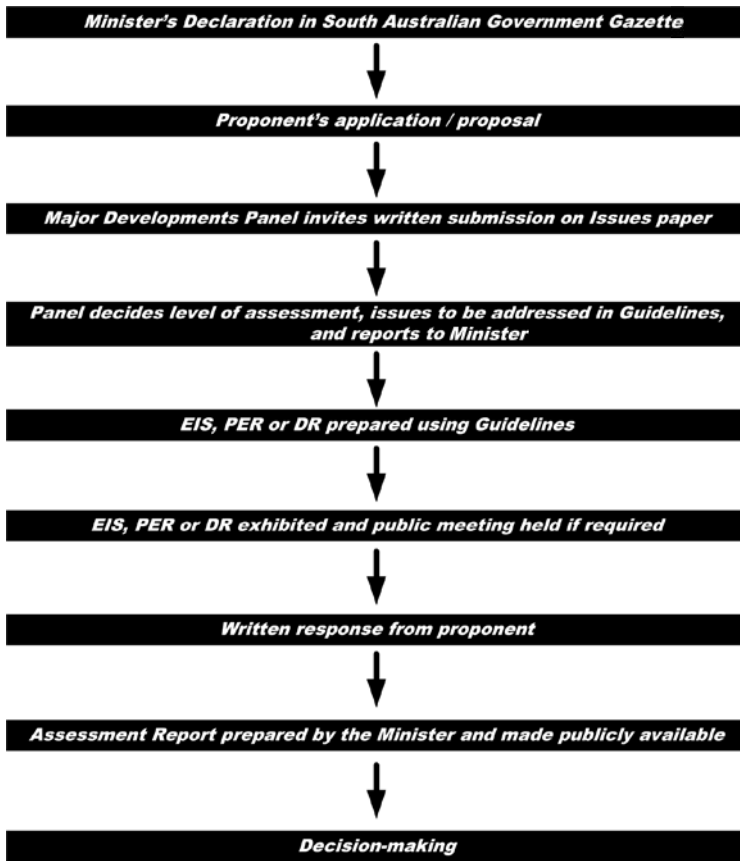 Minister's Declaration in South Australian Government Gazette
Proponent's application / proposal
Major Developments Panel invites written submission on Issues paper
Panel decides level of assessment, issues to be addressed in Guidelines,
and reports to Minister
EIS, PER or DR prepared using Guidelines
EIS, PER or DR exhibited and public meeting held if required
Written response from proponent
Assessment Report prepared by the Minister and made publicly available
Decision-making